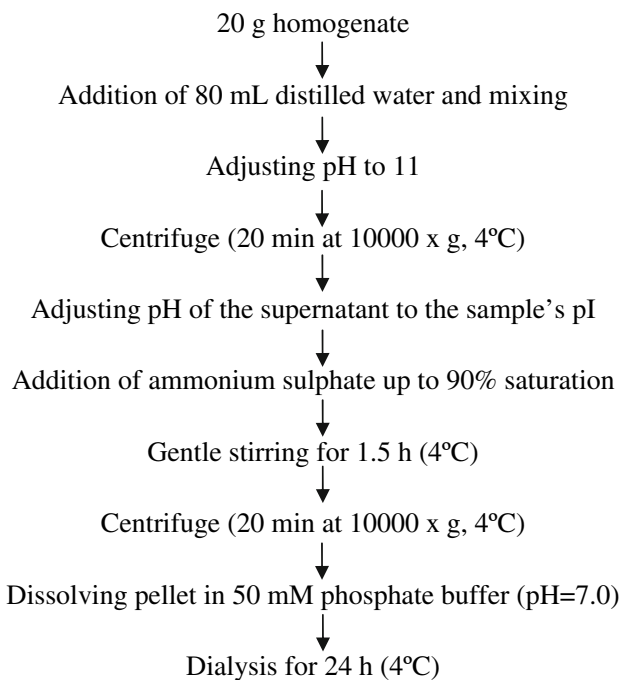 20 g homogenate
Addition of 80 mL distilled water and mixing
Adjusting pH to 11
Centrifuge (20 min at 10000 x g, 4ºC)
Adjusting pH of the supernatant to the sample’s pI
Addition of ammonium sulphate up to 90% saturation
Gentle stirring for 1.5 h (4ºC)
Centrifuge (20 min at 10000 x g, 4ºC)
Dissolving pellet in 50 mM phosphate buffer (pH=7.0)
Dialysis for 24 h (4ºC)